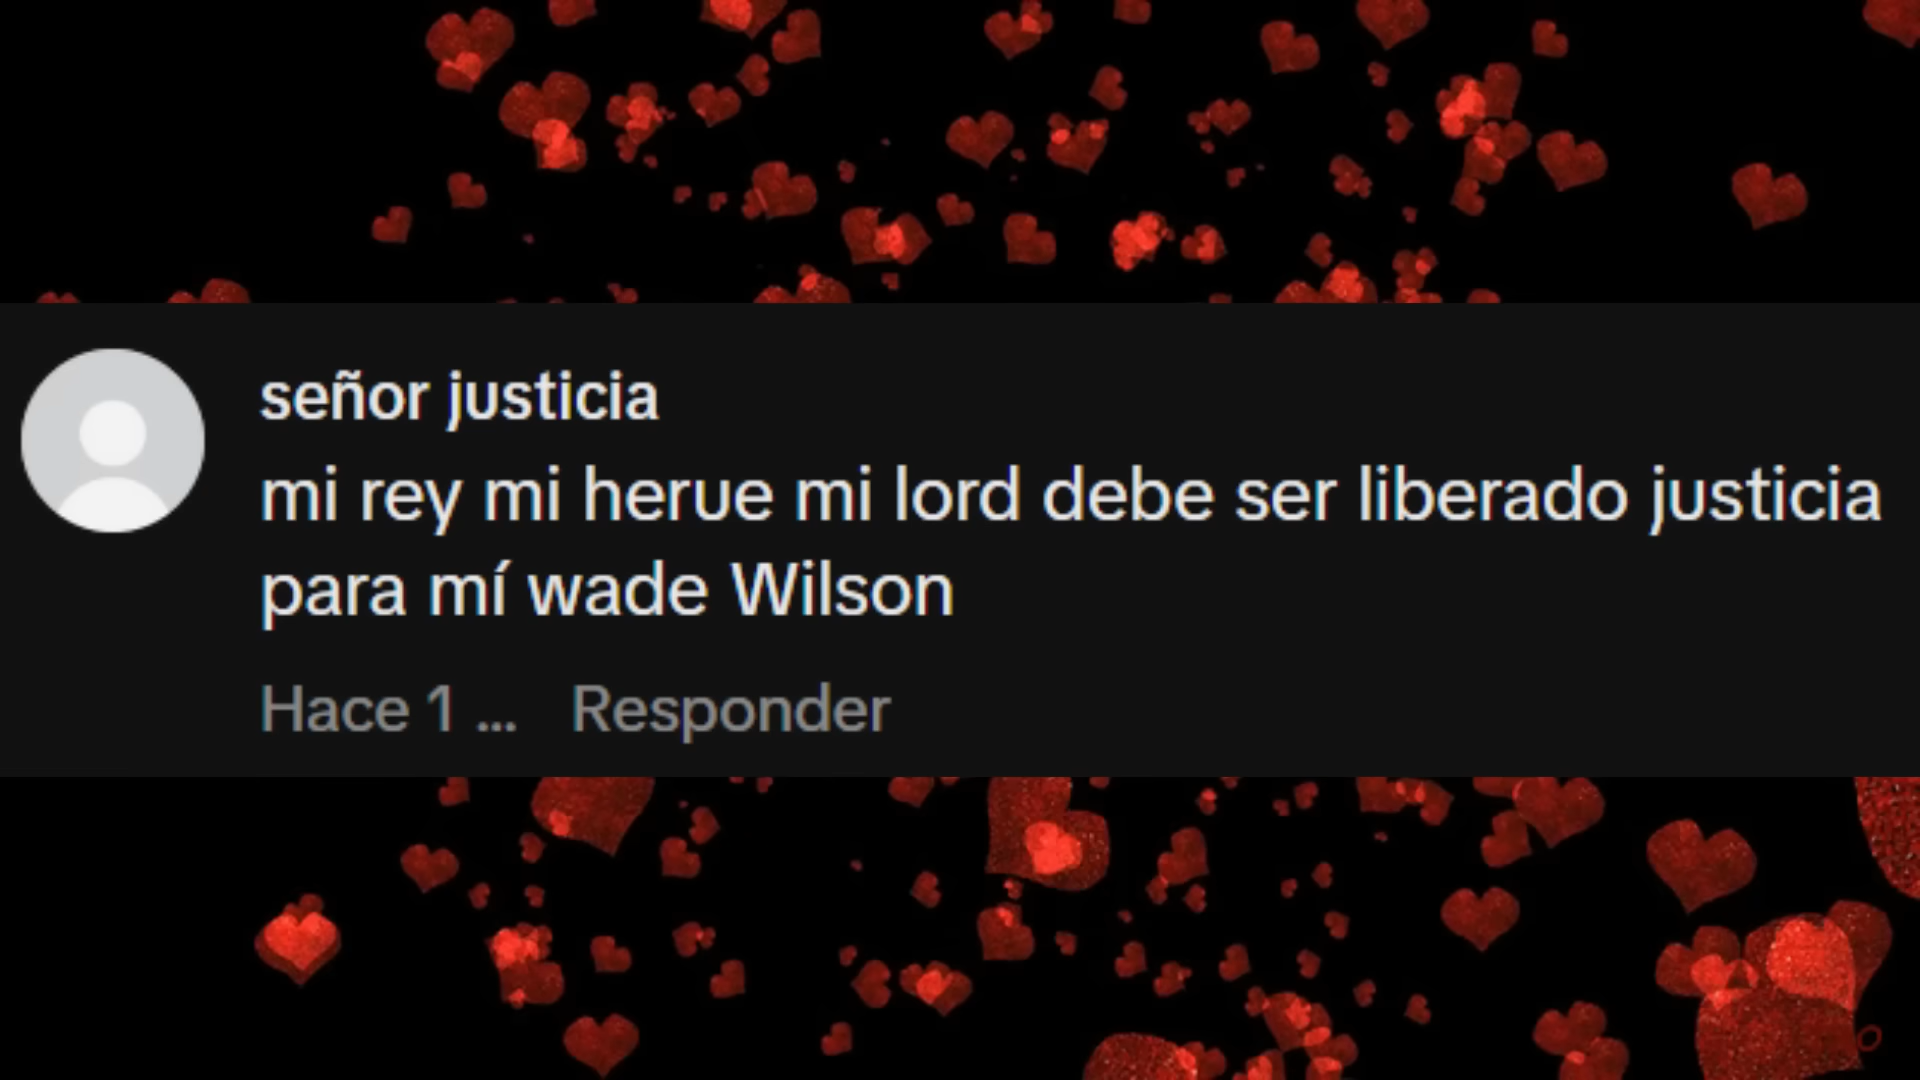 señor justicia
mi rey mi herue mi lord debe ser liberado justicia
para mí wade Wilson
Hace 1 ... Responder